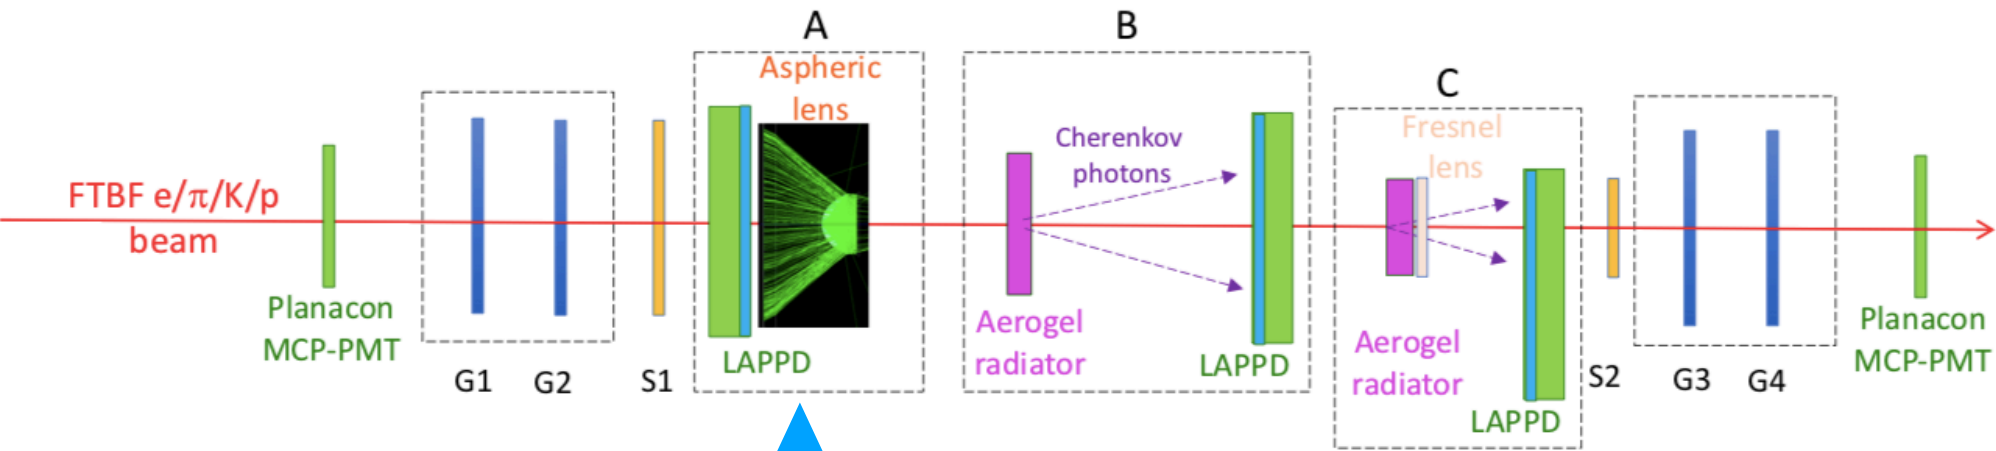 A
B
C
Aspheric
lens
Fresnel
lens
Cherenkov
photons
FTBF e/π/K/p
beam
Planacon
MCP-PMT
G1
G2
S1
LAPPD
Aerogel
radiator
LAPPD
Aerogel
radiator
LAPPD
S2
G3
G4
Planacon
MCP-PMT